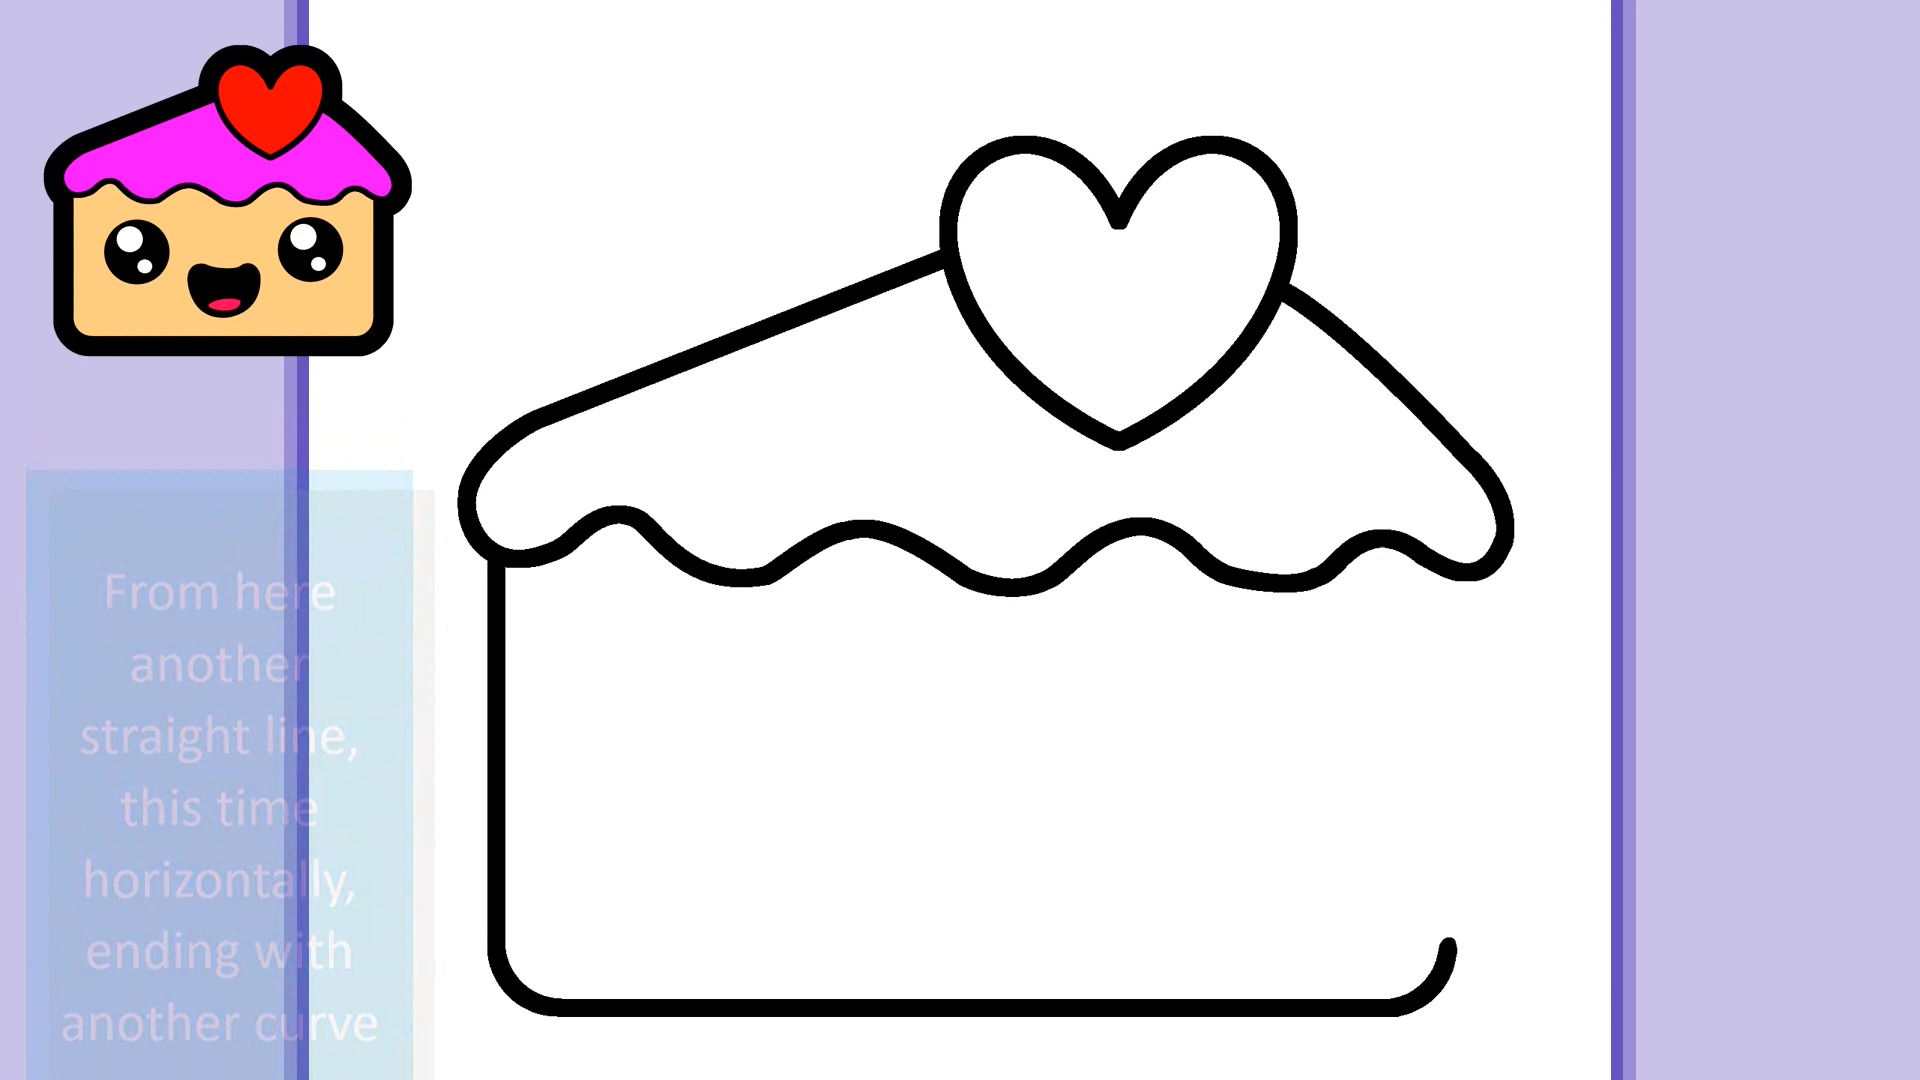 From here
another
straight line,
this time
horizontally,
ending with
another curve